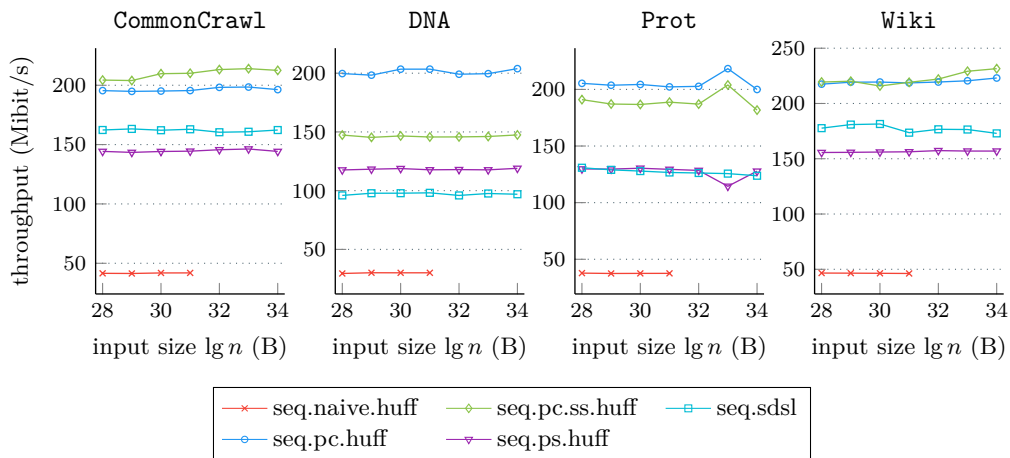 CommonCrawl DNA Prot Wiki
throughput (Mibit/s)
200
150
100
50
28 30 32 34
200
150
100
50
28 30 32 34
200
150
100
50
28 30 32 34
250
200
150
100
50
28 30 32 34
input size lg n (B) input size lg n (B) input size lg n (B) input size lg n (B)
seq.naive.huff seq.pc.ss.huff seq.sdsl
seq.pc.huff seq.ps.huff